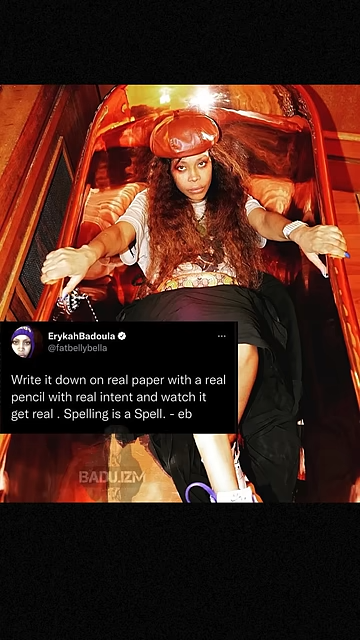 ErykahBadoula
@fatbellybella
Write it down on real paper with a real
pencil with real intent and watch it
get real . Spelling is a Spell. - eb
BADU.IZM